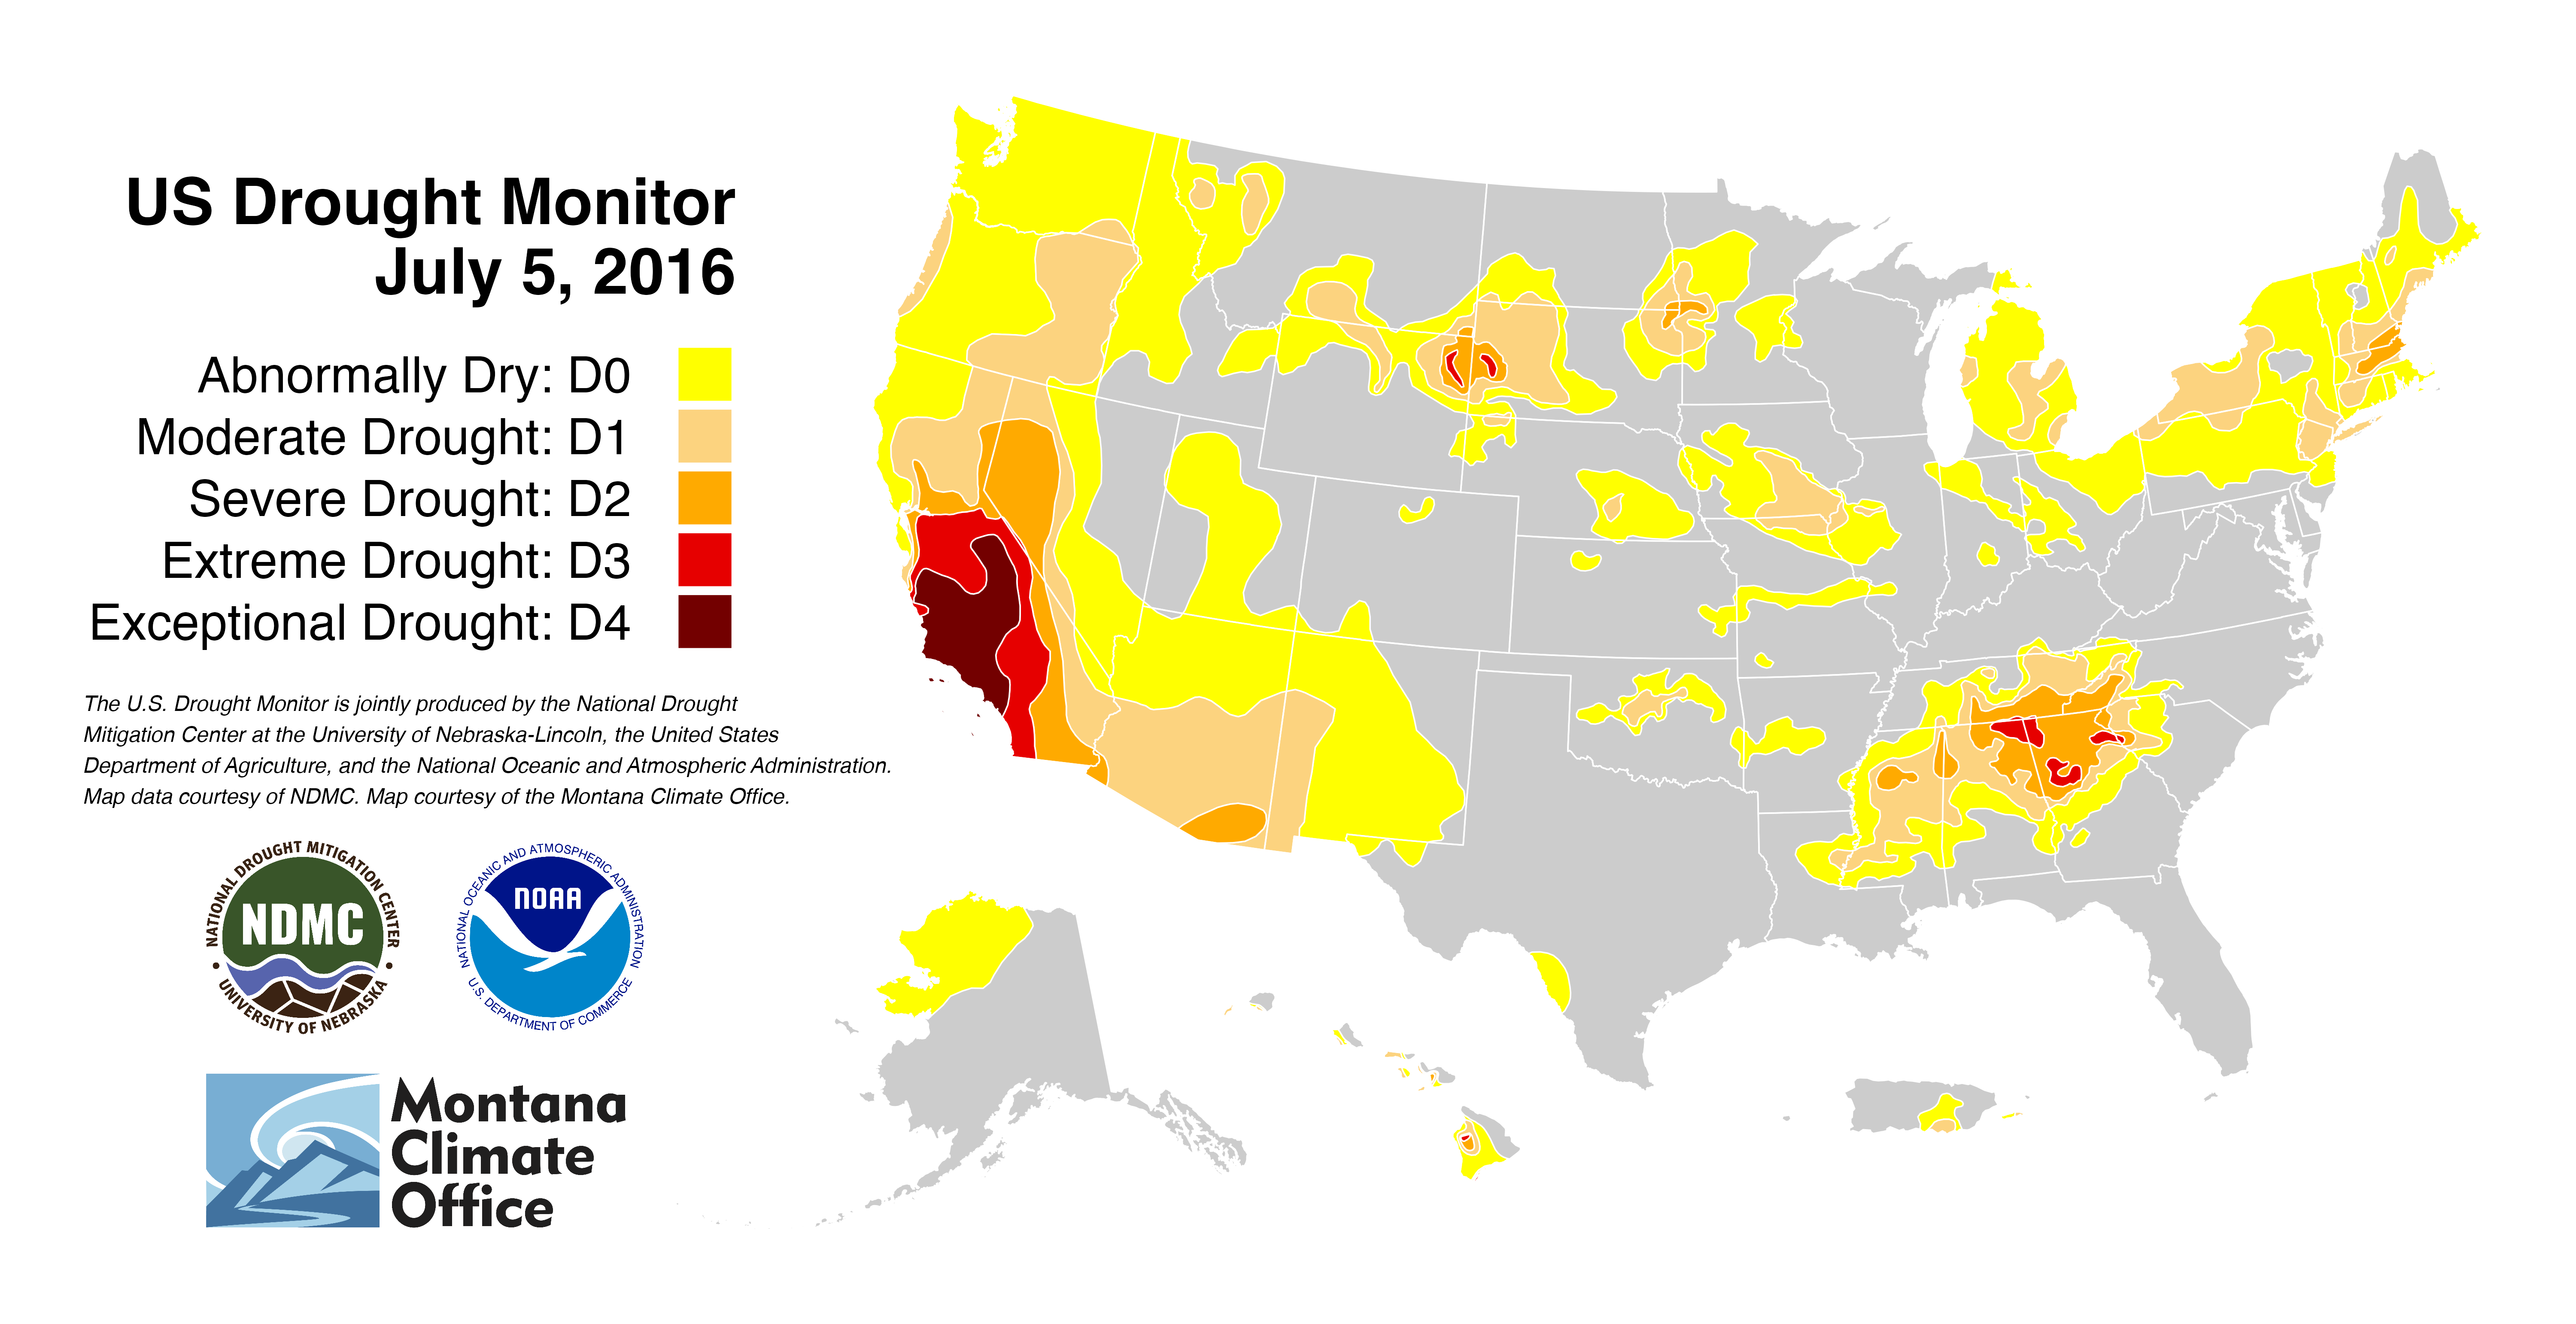 US Drought Monitor
July 5, 2016
Abnormally Dry: D0
Moderate Drought: D1
Severe Drought: D2
Extreme Drought: D3
Exceptional Drought: D4
The U.S. Drought Monitor is jointly produced by the National Drought
Mitigation Center at the University of Nebraska-Lincoln, the United States
Department of Agriculture, and the National Oceanic and Atmospheric Administration.
Map data courtesy of NDMC. Map courtesy of the Montana Climate Office.
NATIONAL DROUGHT MITIGATION CENTER
NDMC
UNIVERSITY OF NEBRASKA
NATIONAL OCEANIC AND ATMOSPHERIC ADMINISTRATION
NOAA
U.S. DEPARTMENT OF COMMERCE
Montana
Climate
Office